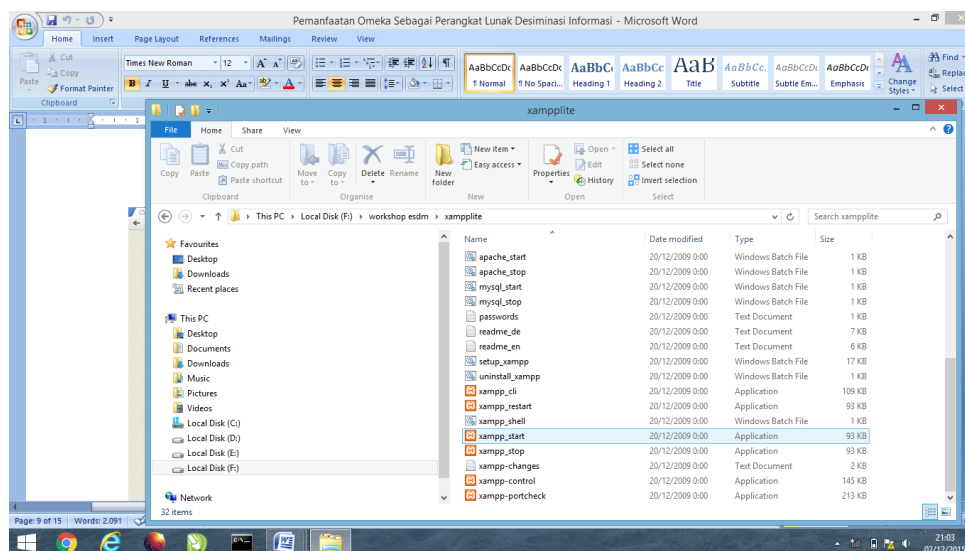 Pemanfaatan Omeka Sebagai Perangkat Lunak Desiminasi Informasi - Microsoft Word
Home Insert Page Layout References Mailings Review View
Cut
Copy
Format Painter
Paste
Clipboard
Times New Roman 12
AaBbCcDc AaBbCcDc AaBbC AaBbCc AaB AaBbCc. AaBbCcDc AaBbCcDc
¶ Normal ¶ No Spaci... Heading 1 Heading 2 Title Subtitle Subtle Em... Emphasis
Change Styles
Find
Replac
Select
xampplite
File Home Share View
Copy Paste
Cut
Copy path
Paste shortcut
Move to Copy to Delete Rename
New folder
New item
Easy access
Properties
Open
Edit
History
Select all
Select none
Invert selection
Clipboard Organise New Open Select
This PC Local Disk (F:) workshop esdm xampplite
Search xampplite
Favourites
Desktop
Downloads
Recent places
This PC
Desktop
Documents
Downloads
Music
Pictures
Videos
Local Disk (C:)
Local Disk (D:)
Local Disk (E:)
Local Disk (F:)
Network
Name Date modified Type Size
apache_start 20/12/2009 0:00 Windows Batch File 1 KB
apache_stop 20/12/2009 0:00 Windows Batch File 1 KB
mysql_start 20/12/2009 0:00 Windows Batch File 1 KB
mysql_stop 20/12/2009 0:00 Windows Batch File 1 KB
passwords 20/12/2009 0:00 Text Document 1 KB
readme_de 20/12/2009 0:00 Text Document 7 KB
readme_en 20/12/2009 0:00 Text Document 6 KB
setup_xampp 20/12/2009 0:00 Windows Batch File 17 KB
uninstall_xampp 20/12/2009 0:00 Windows Batch File 1 KB
xampp_cli 20/12/2009 0:00 Application 109 KB
xampp_restart 20/12/2009 0:00 Application 93 KB
xampp_shell 20/12/2009 0:00 Windows Batch File 1 KB
xampp_start 20/12/2009 0:00 Application 93 KB
xampp_stop 20/12/2009 0:00 Application 93 KB
xampp-changes 20/12/2009 0:00 Text Document 2 KB
xampp-control 20/12/2009 0:00 Application 145 KB
xampp-portcheck 20/12/2009 0:00 Application 213 KB
32 items
Page: 9 of 15 Words: 2.091
21:03
02/12/2015